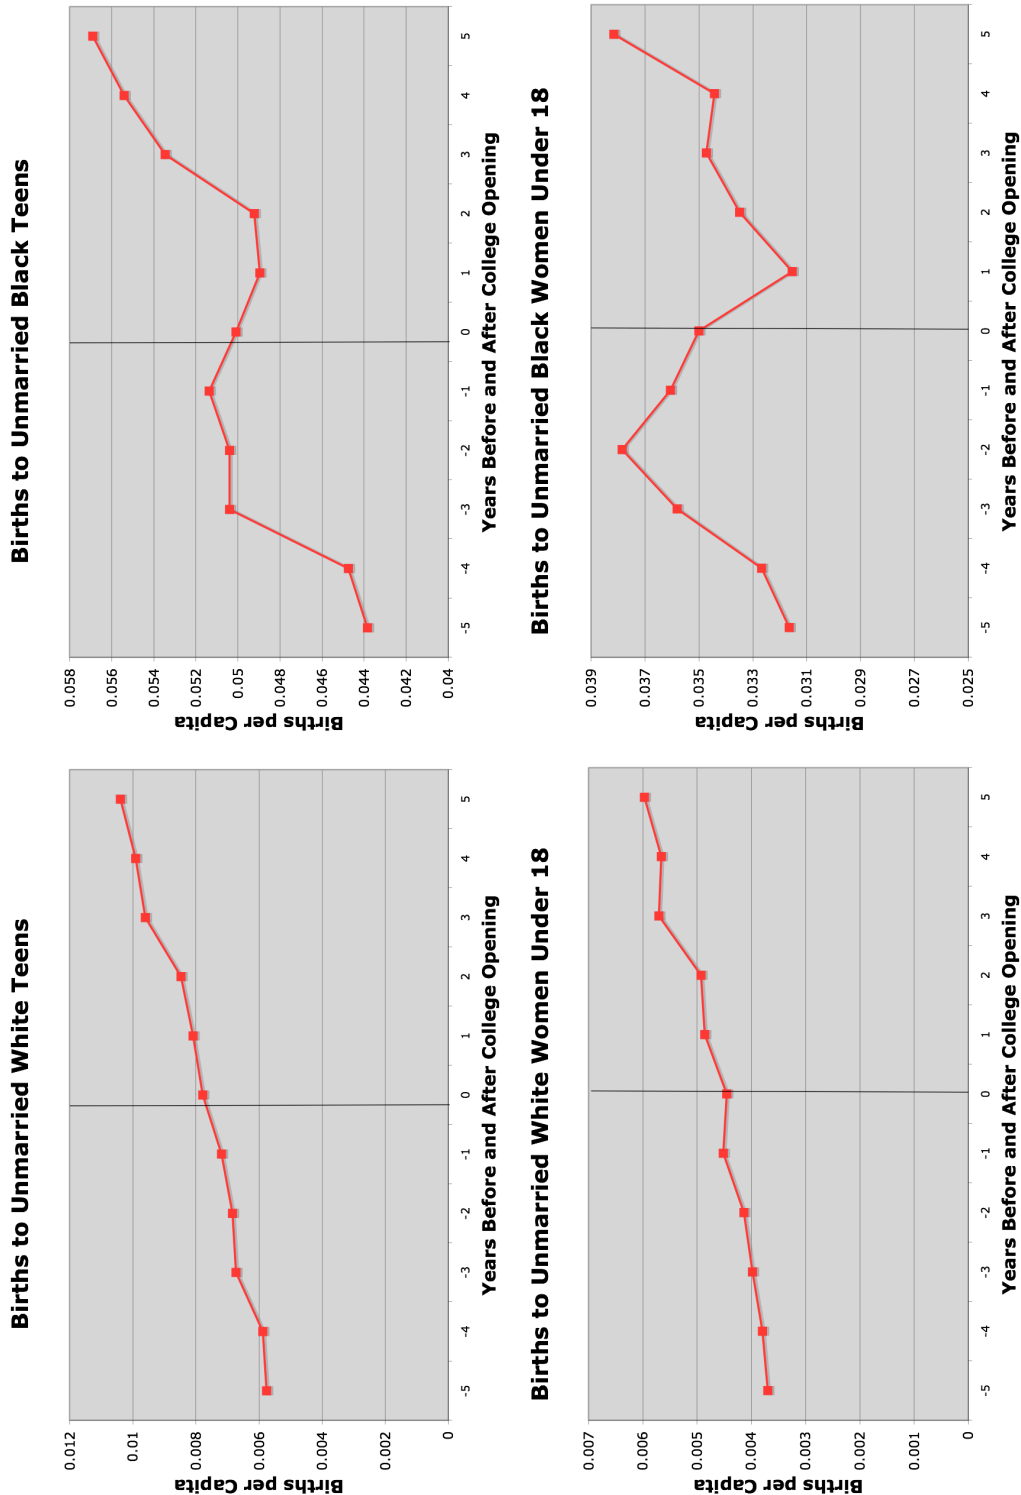 Births to Unmarried White Teens
Births per Capita
0.012
0.01
0.008
0.006
0.004
0.002
0
-5 -4 -3 -2 -1 0 1 2 3 4 5
Years Before and After College Opening
Births to Unmarried Black Teens
Births per Capita
0.058
0.056
0.054
0.052
0.05
0.048
0.046
0.044
0.042
0.04
-5 -4 -3 -2 -1 0 1 2 3 4 5
Years Before and After College Opening
Births to Unmarried White Women Under 18
Births per Capita
0.007
0.006
0.005
0.004
0.003
0.002
0.001
0
-5 -4 -3 -2 -1 0 1 2 3 4 5
Years Before and After College Opening
Births to Unmarried Black Women Under 18
Births per Capita
0.039
0.037
0.035
0.033
0.031
0.029
0.027
0.025
-5 -4 -3 -2 -1 0 1 2 3 4 5
Years Before and After College Opening